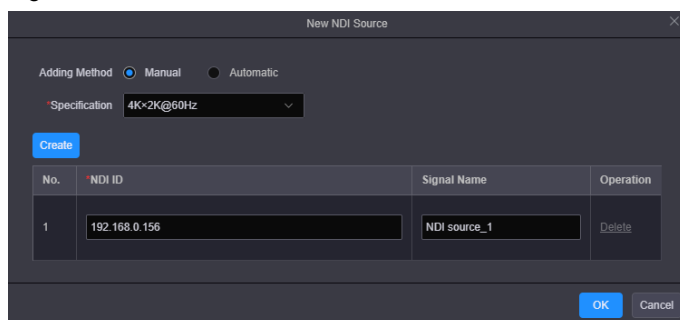 New NDI Source
Adding Method Manual Automatic
*Specification 4K×2K@60Hz
Create
No. *NDI ID Signal Name Operation
1 192.168.0.156 NDI source_1 Delete
OK Cancel